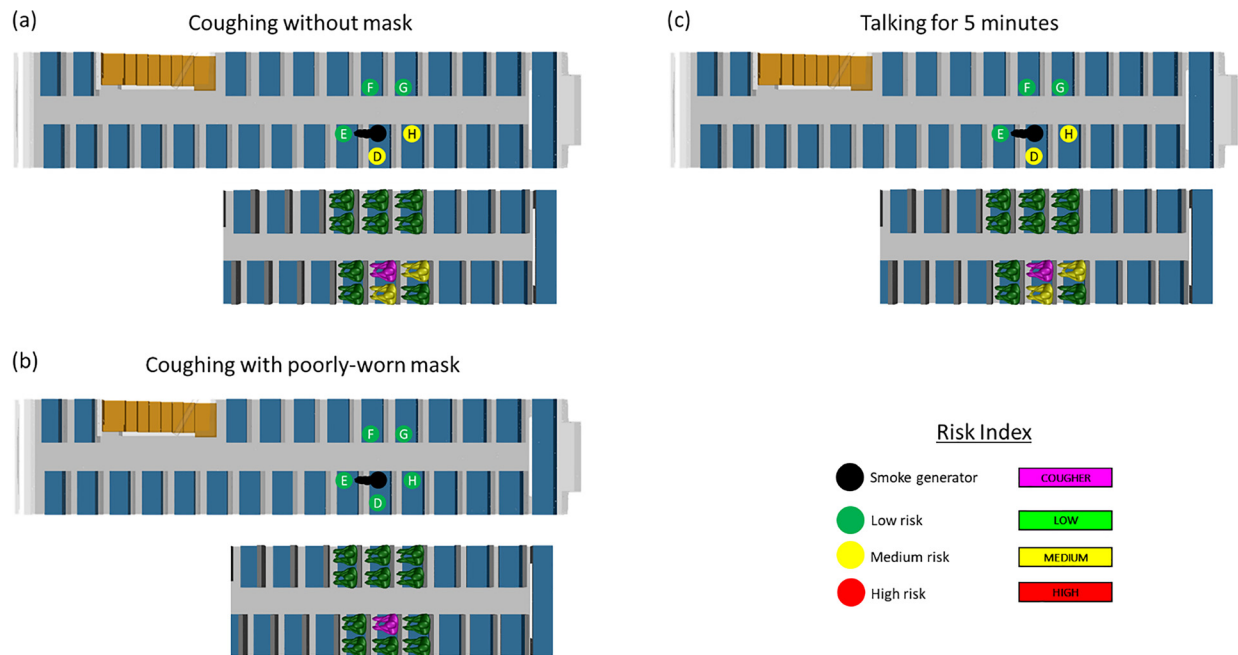 (a)
Coughing without mask
F
G
E
H
D
(c)
Talking for 5 minutes
F
G
E
H
D
(b)
Coughing with poorly-worn mask
F
G
E
H
D
Risk Index
Smoke generator
COUGHER
Low risk
LOW
Medium risk
MEDIUM
High risk
HIGH